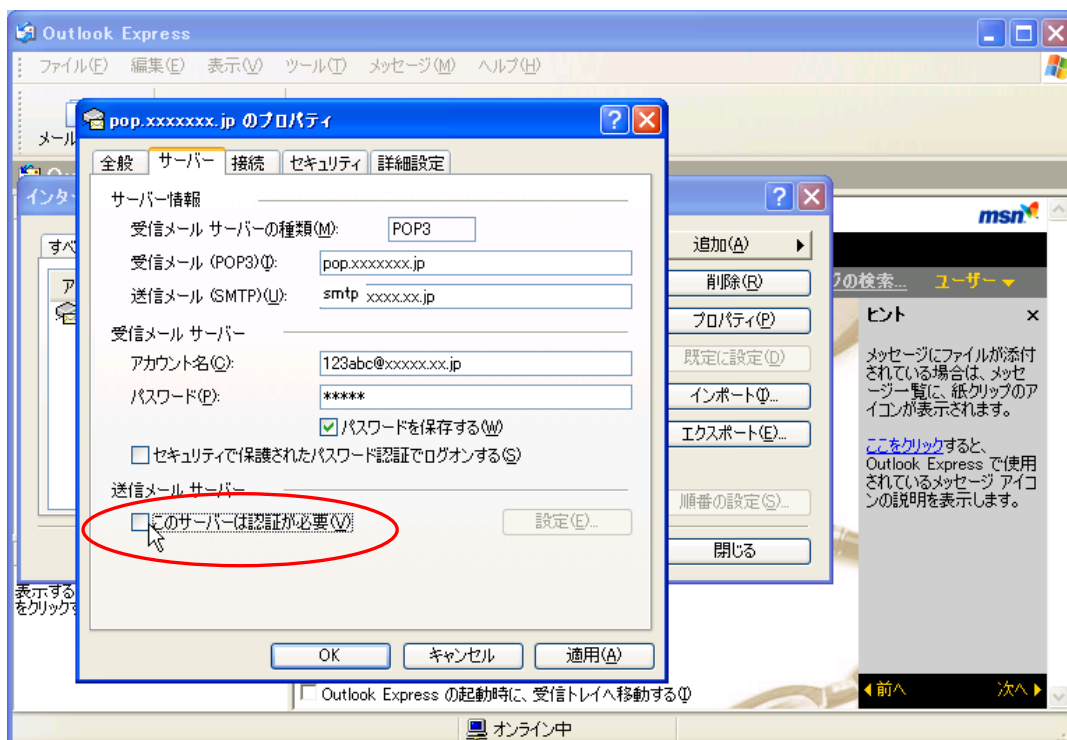 Outlook Express
ファイル(F) 編集(E) 表示(V) ツール(T) メッセージ(M) ヘルプ(H)
メール
pop.xxxxxxx.jp のプロパティ
全般 サーバー 接続 セキュリティ 詳細設定
サーバー情報
受信メール サーバーの種類(M): POP3
受信メール (POP3)(I): pop.xxxxxxx.jp
送信メール (SMTP)(U): smtp xxxx.xx.jp
受信メール サーバー
アカウント名(C): 123abc@xxxxx.xx.jp
パスワード(P): *****
パスワードを保存する(W)
セキュリティで保護されたパスワード認証でログオンする(S)
送信メール サーバー
このサーバーは認証が必要(V) 設定(E)...
OK キャンセル 適用(A)
インター
すべ
ア
追加(A)
削除(R)
プロパティ(P)
既定に設定(D)
インポート(I)...
エクスポート(E)...
順番の設定(S)...
閉じる
msn
の検索... ユーザー
ヒント ×
メッセージにファイルが添付
されている場合は、メッセ
ージ一覧に、紙クリップのア
イコンが表示されます。
ここをクリックすると、
Outlook Express で使用
されているメッセージ アイコ
ンの説明を表示します。
前へ 次へ
表示する
をクリックす
Outlook Express の起動時に、受信トレイへ移動する(I)
オンライン中